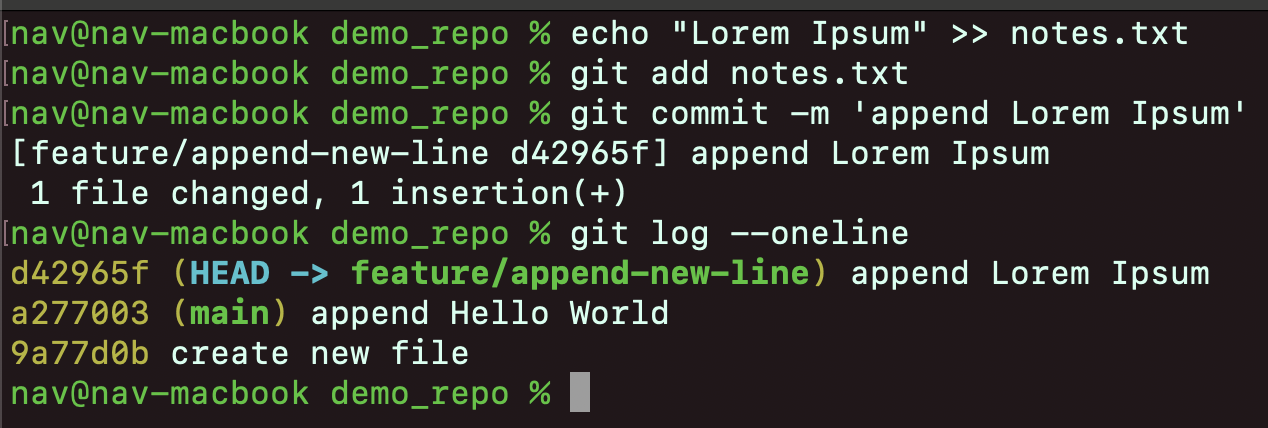 [nav@nav-macbook demo_repo % echo "Lorem Ipsum" >> notes.txt
[nav@nav-macbook demo_repo % git add notes.txt
[nav@nav-macbook demo_repo % git commit -m 'append Lorem Ipsum'
[feature/append-new-line d42965f] append Lorem Ipsum
 1 file changed, 1 insertion(+)
[nav@nav-macbook demo_repo % git log --oneline
d42965f (HEAD -> feature/append-new-line) append Lorem Ipsum
a277003 (main) append Hello World
9a77d0b create new file
nav@nav-macbook demo_repo %